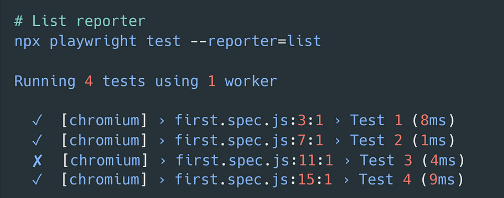 # List reporter
npx playwright test --reporter=list
Running 4 tests using 1 worker
✓ [chromium] › first.spec.js:3:1 › Test 1 (8ms)
✓ [chromium] › first.spec.js:7:1 › Test 2 (1ms)
✗ [chromium] › first.spec.js:11:1 › Test 3 (4ms)
✓ [chromium] › first.spec.js:15:1 › Test 4 (9ms)